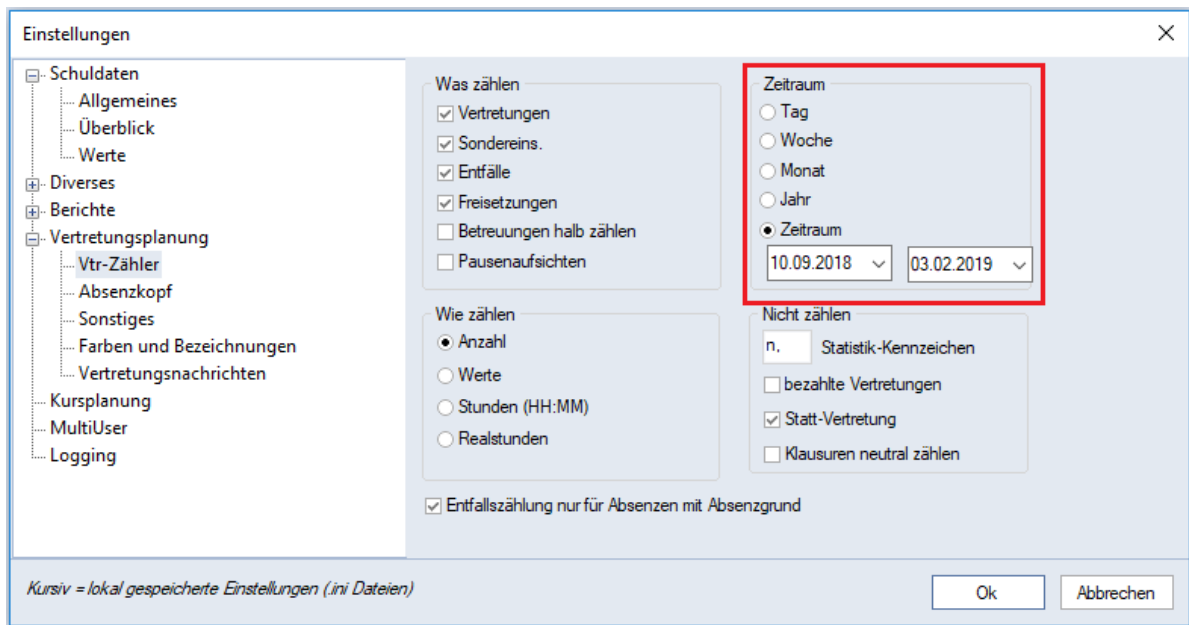 Einstellungen
Schuldaten
Allgemeines
Überblick
Werte
Diverses
Berichte
Vertretungsplanung
Vtr-Zähler
Absenzkopf
Sonstiges
Farben und Bezeichnungen
Vertretungsnachrichten
Kursplanung
MultiUser
Logging
Was zählen
Vertretungen
Sondereins.
Entfälle
Freisetzungen
Betreuungen halb zählen
Pausenaufsichten
Zeitraum
Tag
Woche
Monat
Jahr
Zeitraum
10.09.2018 03.02.2019
Wie zählen
Anzahl
Werte
Stunden (HH:MM)
Realstunden
Nicht zählen
n, Statistik-Kennzeichen
bezahlte Vertretungen
Statt-Vertretung
Klausuren neutral zählen
Entfallszählung nur für Absenzen mit Absenzgrund
Kursiv = lokal gespeicherte Einstellungen (.ini Dateien)
Ok Abbrechen